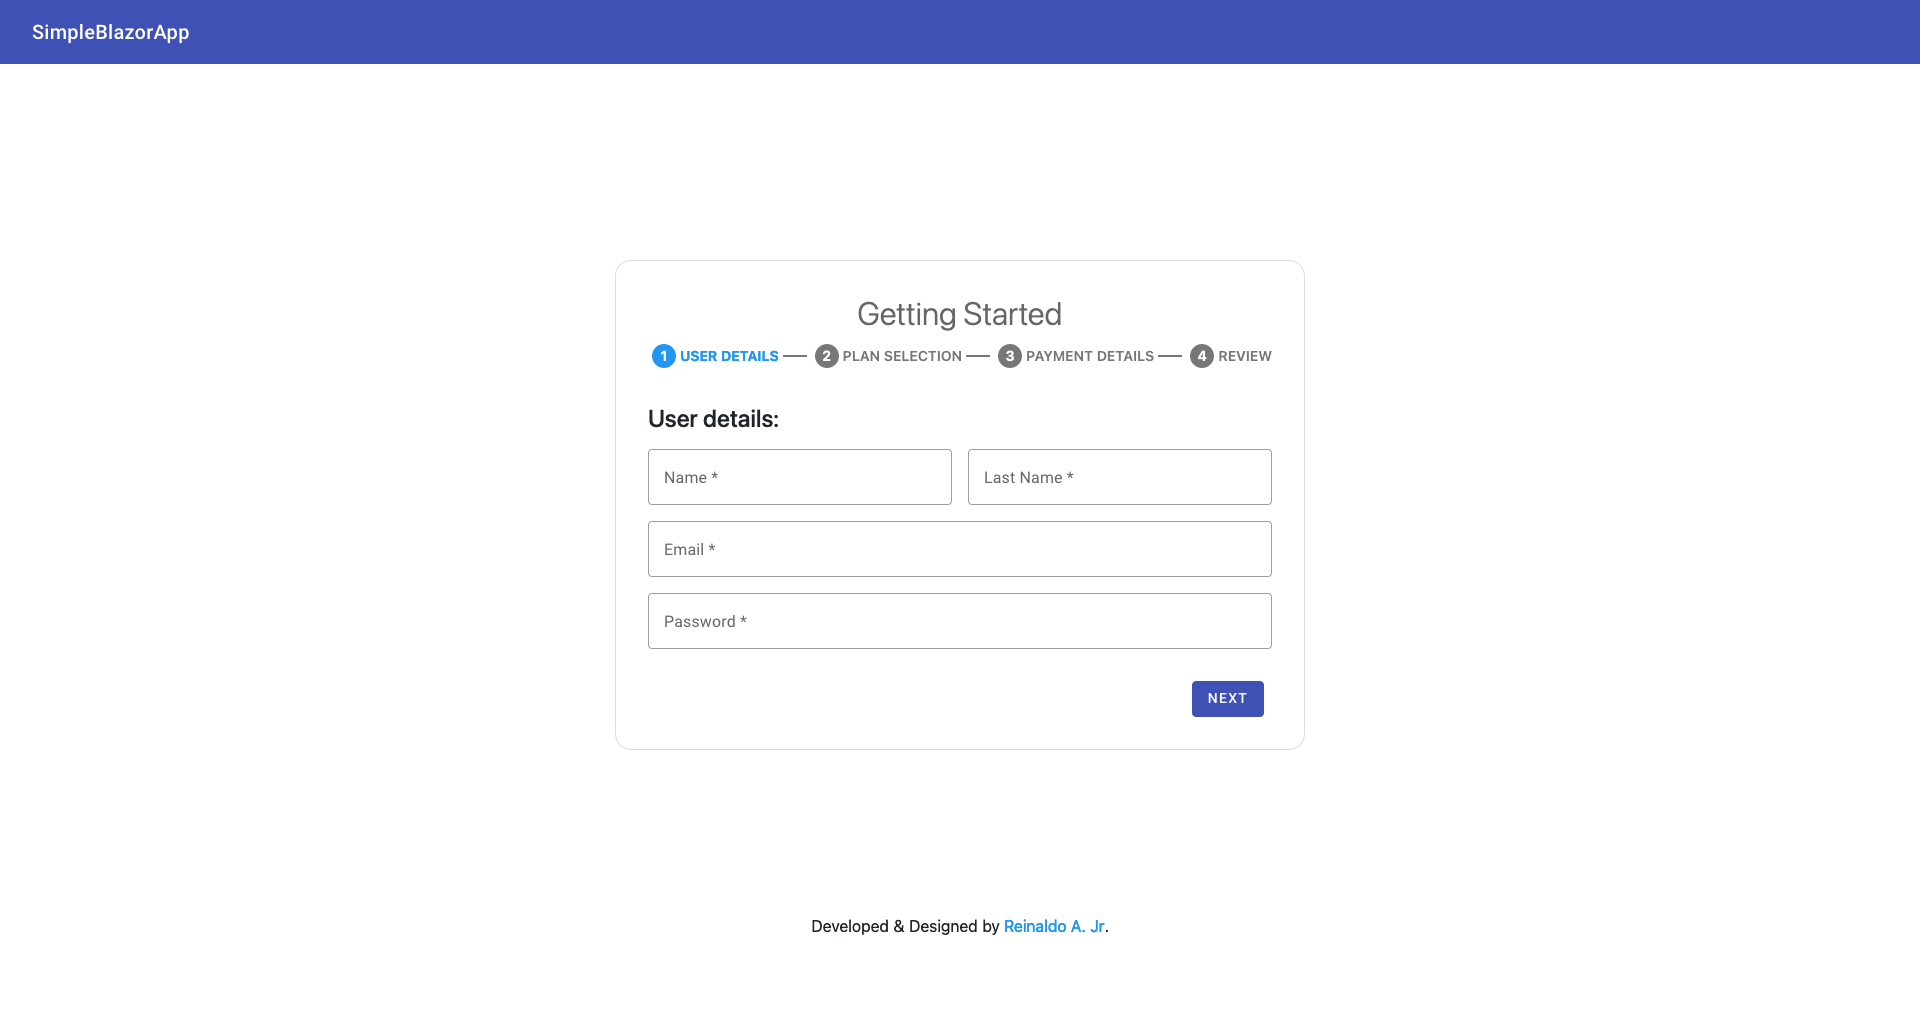 SimpleBlazorApp
Getting Started
1 USER DETAILS 2 PLAN SELECTION 3 PAYMENT DETAILS 4 REVIEW
User details:
Name * Last Name *
Email *
Password *
NEXT
Developed & Designed by Reinaldo A. Jr.